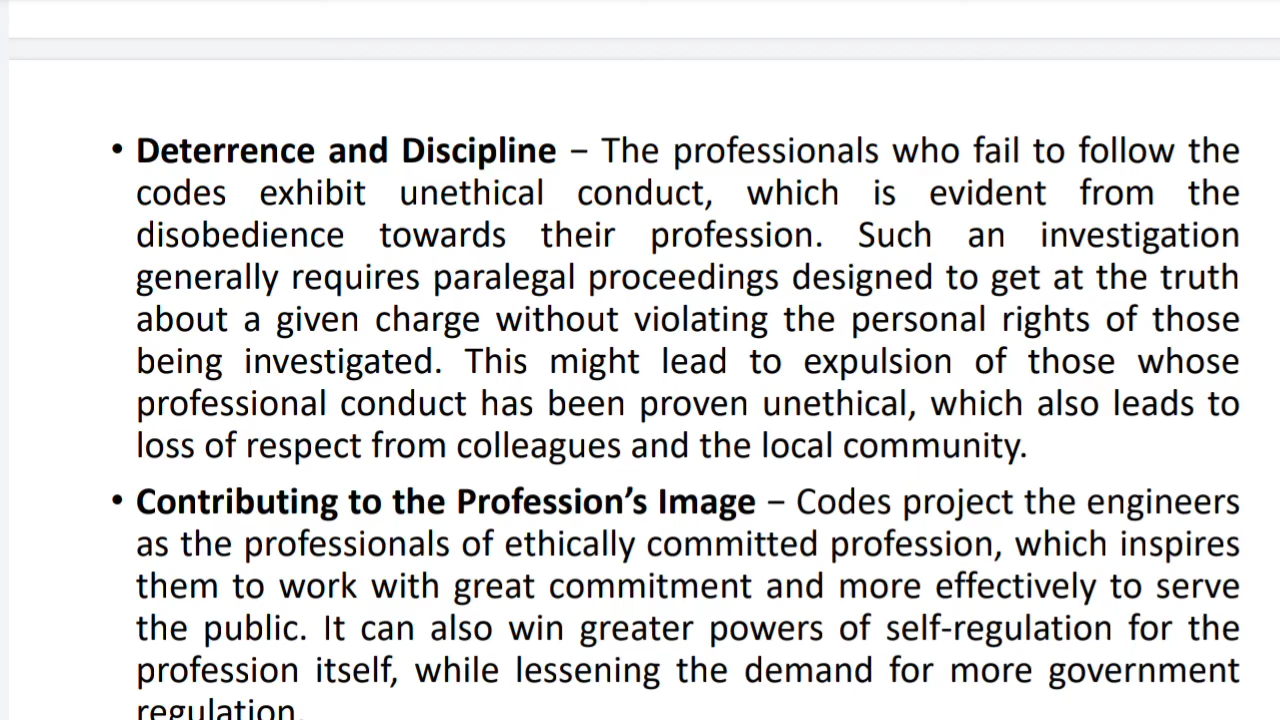 • Deterrence and Discipline – The professionals who fail to follow the
codes exhibit unethical conduct, which is evident from the
disobedience towards their profession. Such an investigation
generally requires paralegal proceedings designed to get at the truth
about a given charge without violating the personal rights of those
being investigated. This might lead to expulsion of those whose
professional conduct has been proven unethical, which also leads to
loss of respect from colleagues and the local community.
• Contributing to the Profession’s Image – Codes project the engineers
as the professionals of ethically committed profession, which inspires
them to work with great commitment and more effectively to serve
the public. It can also win greater powers of self-regulation for the
profession itself, while lessening the demand for more government
regulation.